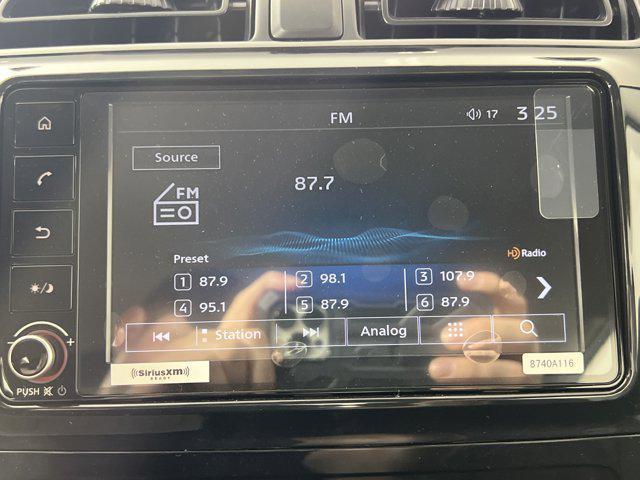 FM 17 3 25
Source
FM 87.7
HD Radio
Preset
1 87.9 2 98.1 3 107.9
4 95.1 5 87.9 6 87.9
Station Analog
((SiriusXM))
READY
8740A116
PUSH